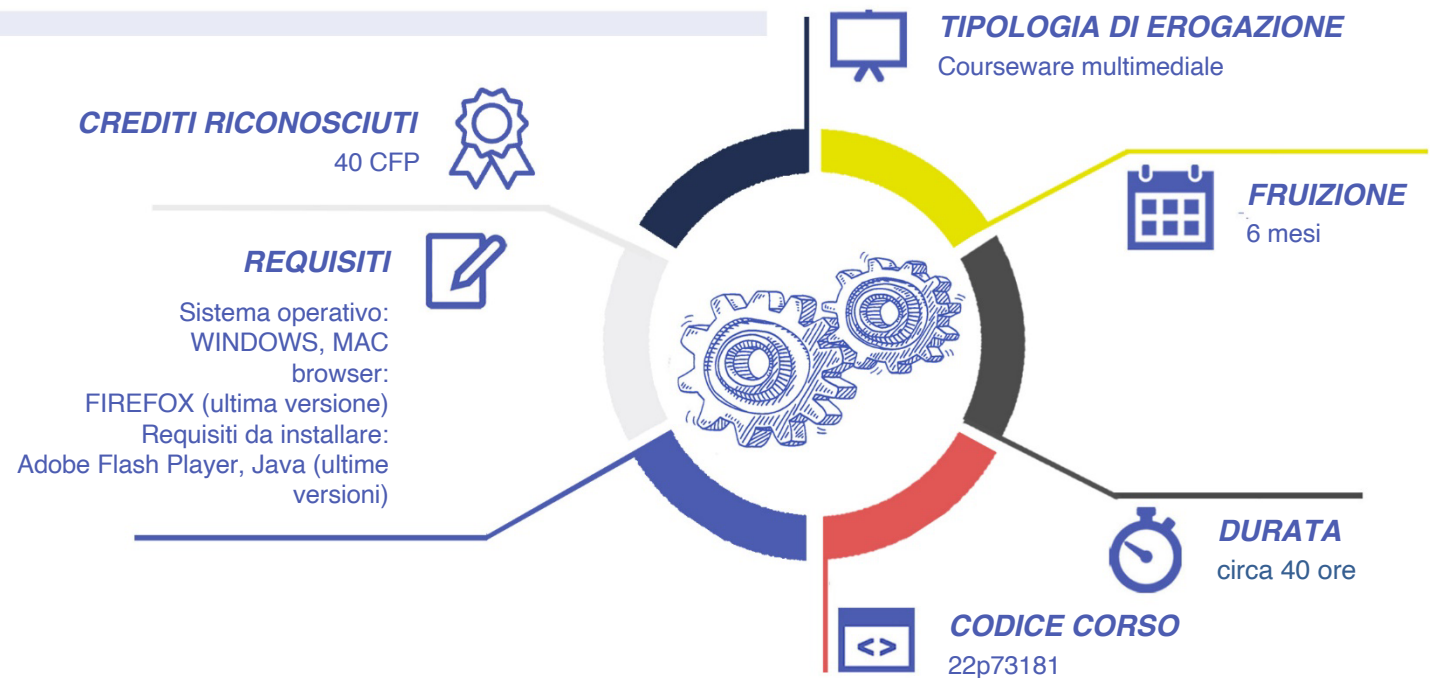 TIPOLOGIA DI EROGAZIONE
Courseware multimediale
CREDITI RICONOSCIUTI
40 CFP
FRUIZIONE
6 mesi
REQUISITI
Sistema operativo:
WINDOWS, MAC
browser:
FIREFOX (ultima versione)
Requisiti da installare:
Adobe Flash Player, Java (ultime
versioni)
DURATA
circa 40 ore
<>
CODICE CORSO
22p73181